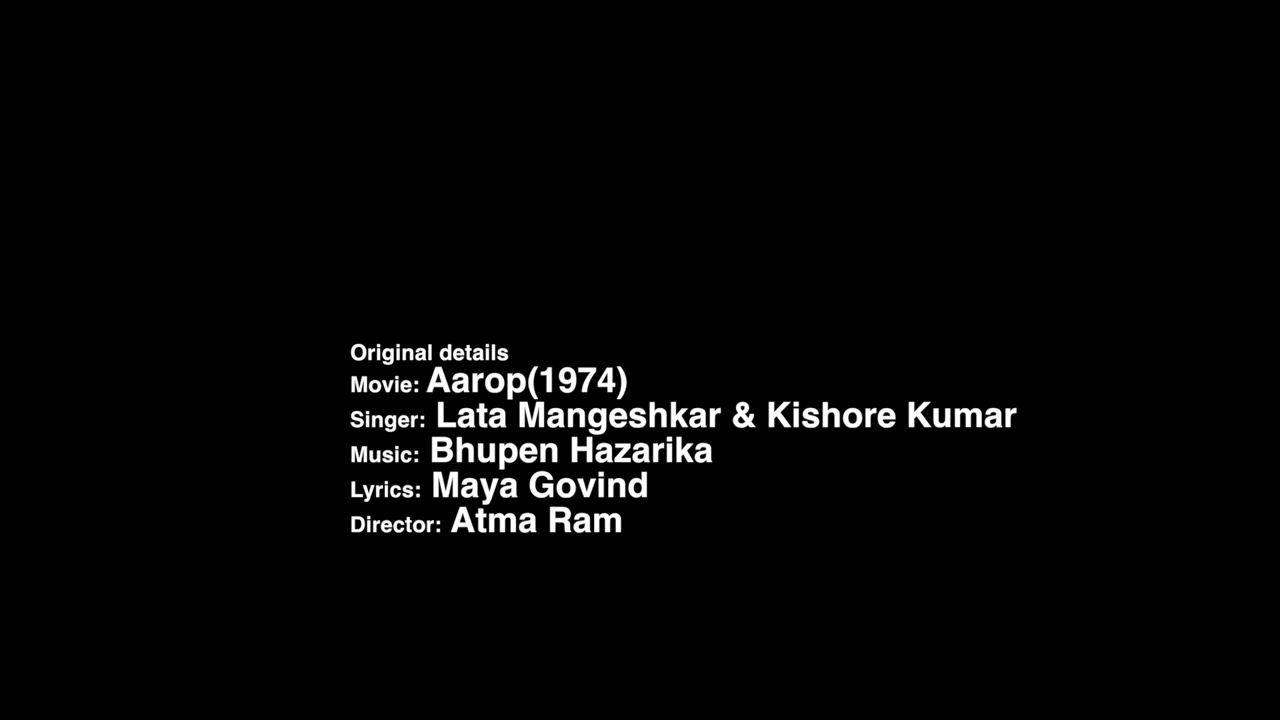 Original details
Movie: Aarop(1974)
Singer: Lata Mangeshkar & Kishore Kumar
Music: Bhupen Hazarika
Lyrics: Maya Govind
Director: Atma Ram